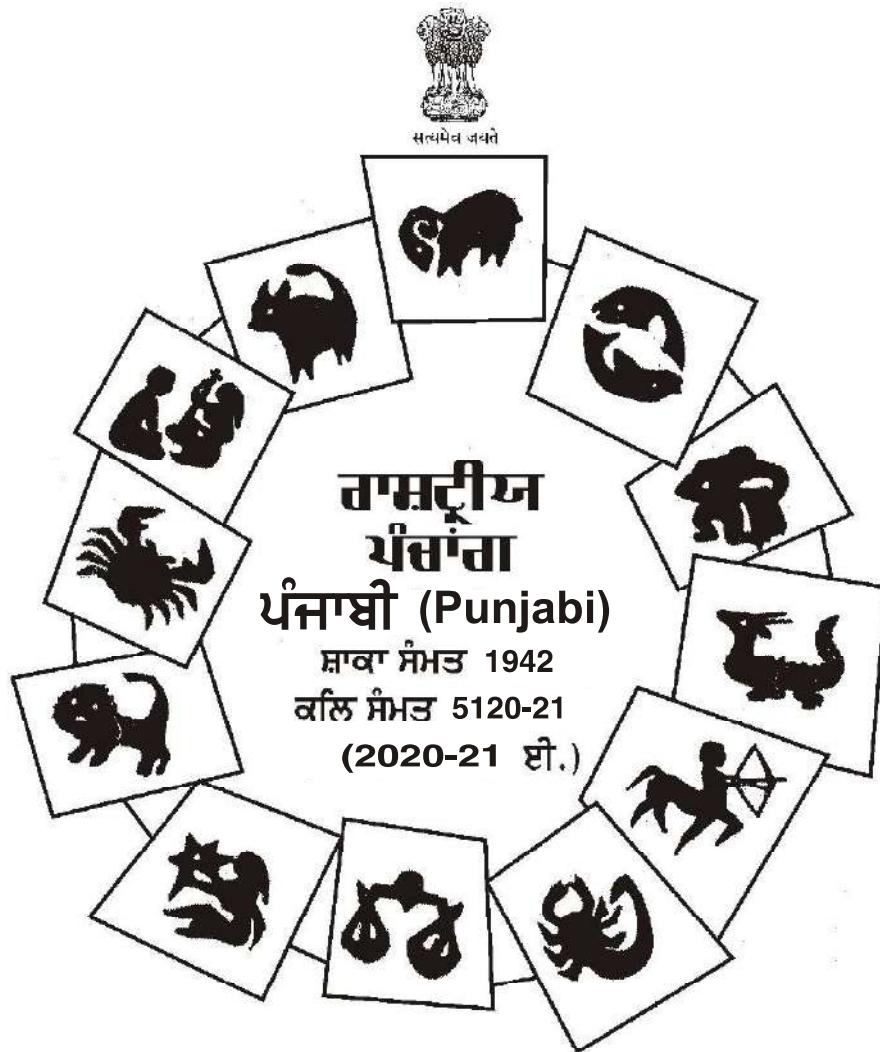 सत्यमेव जयते
ਰਾਸ਼ਟ੍ਰੀਯ
ਪੰਚਾਂਗ
ਪੰਜਾਬੀ (Punjabi)
ਸ਼ਾਕਾ ਸੰਮਤ 1942
ਕਲਿ ਸੰਮਤ 5120-21
(2020-21 ਈ.)